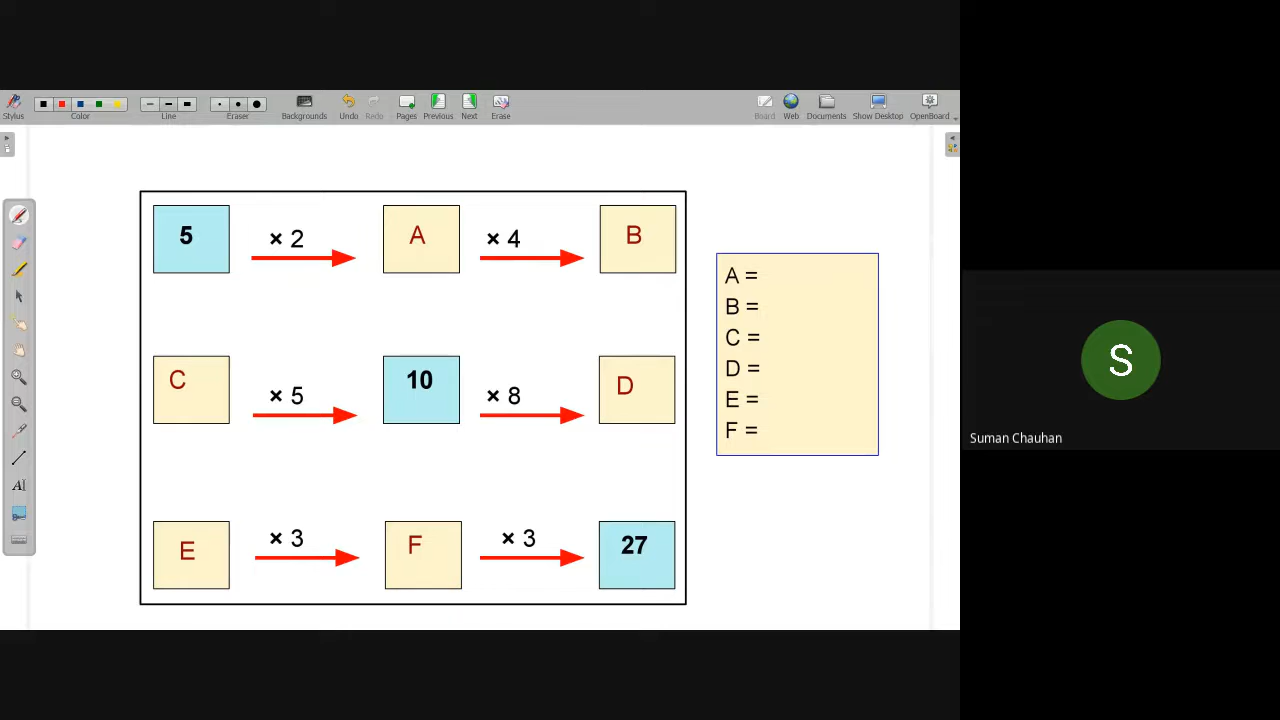 Stylus Color Line Eraser Backgrounds Undo Redo Pages Previous Next Erase Board Web Documents Show Desktop OpenBoard
5 × 2 A × 4 B
C × 5 10 × 8 D
E × 3 F × 3 27
A =
B =
C =
D =
E =
F =
S
Suman Chauhan